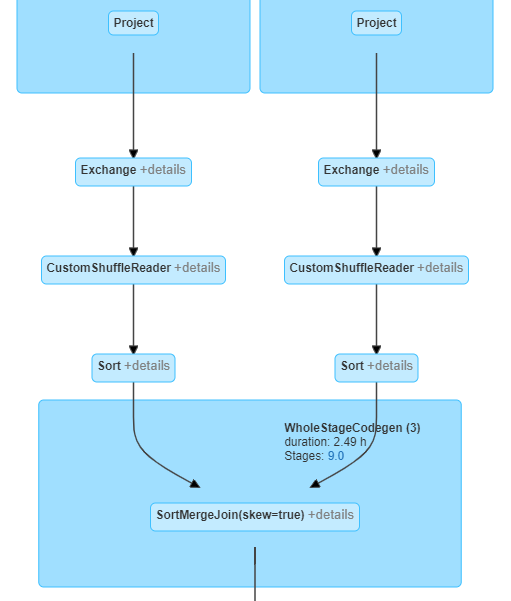 Project
Project
Exchange +details
Exchange +details
CustomShuffleReader +details
CustomShuffleReader +details
Sort +details
Sort +details
WholeStageCodegen (3)
duration: 2.49 h
Stages: 9.0
SortMergeJoin(skew=true) +details